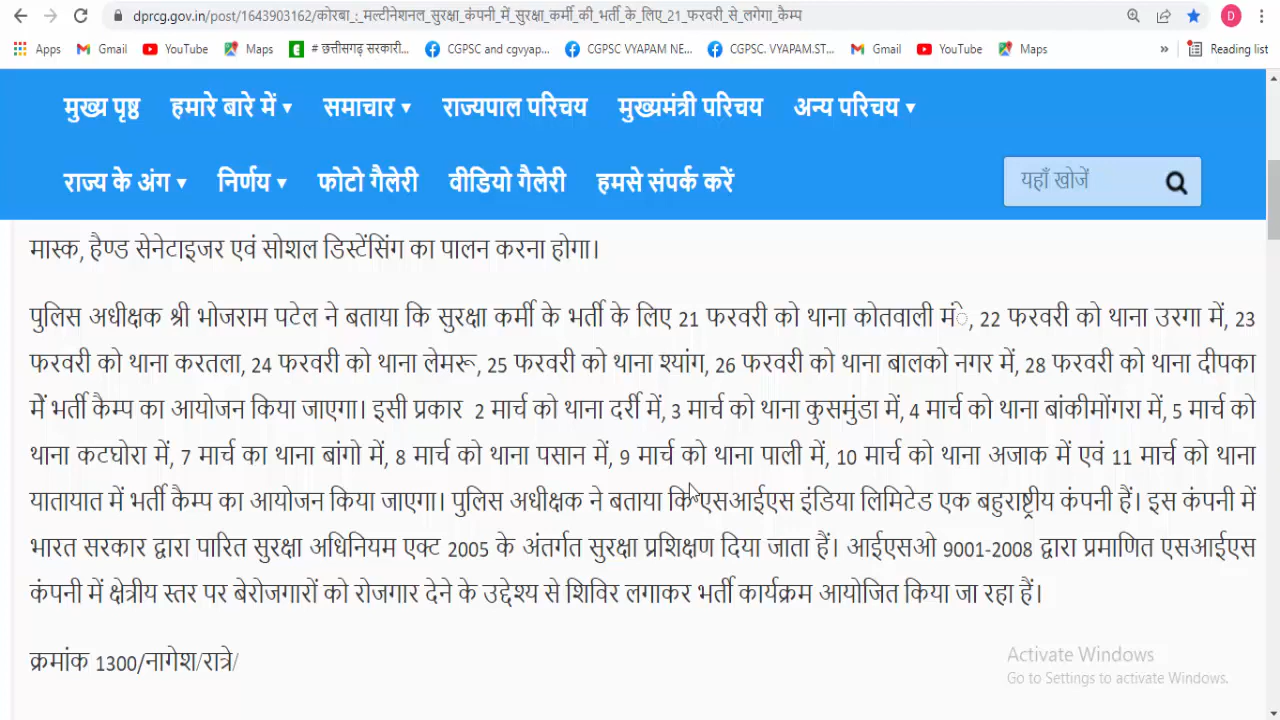 dprcg.gov.in/post/1643903162/कोरबा_:_मल्टीनेशनल_सुरक्षा_कंपनी_में_सुरक्षा_कर्मी_की_भर्ती_के_लिए_21_फरवरी_से_लगेगा_कैम्प
D
Apps Gmail YouTube Maps # छत्तीसगढ़ सरकारी... CGPSC and cgvyap... CGPSC VYAPAM NE... CGPSC. VYAPAM.ST... Gmail YouTube Maps » Reading list
मुख्य पृष्ठ हमारे बारे में ▾ समाचार ▾ राज्यपाल परिचय मुख्यमंत्री परिचय अन्य परिचय ▾
राज्य के अंग ▾ निर्णय ▾ फोटो गैलेरी वीडियो गैलेरी हमसे संपर्क करें यहाँ खोजें
मास्क, हैण्ड सेनेटाइजर एवं सोशल डिस्टेंसिंग का पालन करना होगा।
पुलिस अधीक्षक श्री भोजराम पटेल ने बताया कि सुरक्षा कर्मी के भर्ती के लिए 21 फरवरी को थाना कोतवाली मंे, 22 फरवरी को थाना उरगा में, 23
फरवरी को थाना करतला, 24 फरवरी को थाना लेमरू, 25 फरवरी को थाना श्यांग, 26 फरवरी को थाना बालको नगर में, 28 फरवरी को थाना दीपका
में भर्ती कैम्प का आयोजन किया जाएगा। इसी प्रकार 2 मार्च को थाना दर्री में, 3 मार्च को थाना कुसमुंडा में, 4 मार्च को थाना बांकीमोंगरा में, 5 मार्च को
थाना कटघोरा में, 7 मार्च का थाना बांगो में, 8 मार्च को थाना पसान में, 9 मार्च को थाना पाली में, 10 मार्च को थाना अजाक में एवं 11 मार्च को थाना
यातायात में भर्ती कैम्प का आयोजन किया जाएगा। पुलिस अधीक्षक ने बताया कि एसआईएस इंडिया लिमिटेड एक बहुराष्ट्रीय कंपनी हैं। इस कंपनी में
भारत सरकार द्वारा पारित सुरक्षा अधिनियम एक्ट 2005 के अंतर्गत सुरक्षा प्रशिक्षण दिया जाता हैं। आईएसओ 9001-2008 द्वारा प्रमाणित एसआईएस
कंपनी में क्षेत्रीय स्तर पर बेरोजगारों को रोजगार देने के उद्देश्य से शिविर लगाकर भर्ती कार्यक्रम आयोजित किया जा रहा हैं।
क्रमांक 1300/नागेश/रात्रे/
Activate Windows
Go to Settings to activate Windows.